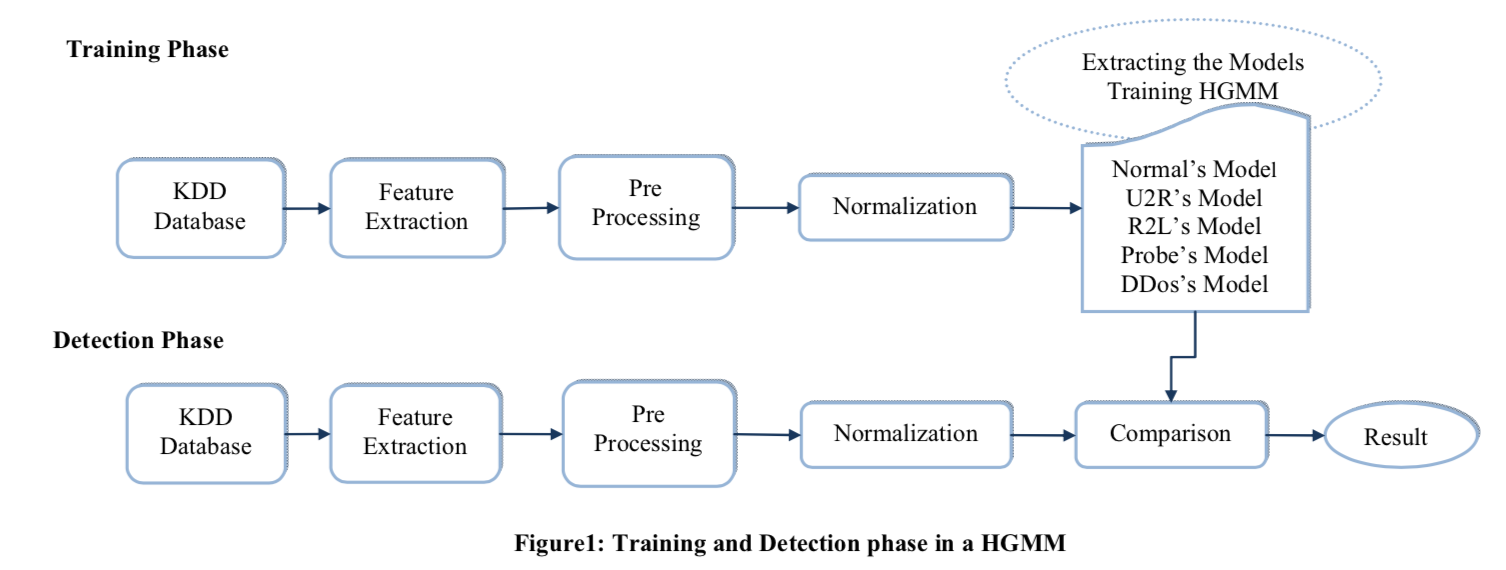 Training Phase
Extracting the Models
Training HGMM
KDD
Database
Feature
Extraction
Pre
Processing
Normalization
Normal's Model
U2R's Model
R2L's Model
Probe's Model
DDos's Model
Detection Phase
KDD
Database
Feature
Extraction
Pre
Processing
Normalization
Comparison
Result
Figure1: Training and Detection phase in a HGMM